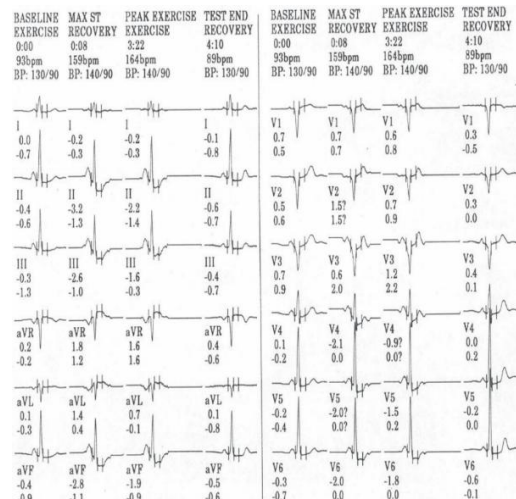 BASELINE MAX ST PEAK EXERCISE TEST END
EXERCISE RECOVERY EXERCISE RECOVERY
0:00 0:08 3:22 4:10
93bpm 159bpm 164bpm 89bpm
BP: 130/90 BP: 140/90 BP: 140/90 BP: 130/90
I I I I
0.0 -0.2 -0.2 -0.1
-0.7 -0.3 -0.3 -0.8
II II II II
-0.4 -3.2 -2.2 -0.6
-0.6 -1.3 -1.4 -0.7
III III III III
-0.3 -2.6 -1.6 -0.4
-1.3 -1.0 -0.3 -0.7
aVR aVR aVR aVR
0.2 1.8 1.6 0.4
-0.2 1.2 1.6 -0.6
aVL aVL aVL aVL
0.1 1.4 0.7 0.1
-0.3 0.4 -0.1 -0.8
aVF aVF aVF aVF
-0.4 -2.8 -1.9 -0.5
-0.9 -1.1 -0.9 -0.6
BASELINE MAX ST PEAK EXERCISE TEST END
EXERCISE RECOVERY EXERCISE RECOVERY
0:00 0:08 3:22 4:10
93bpm 159bpm 164bpm 89bpm
BP: 130/90 BP: 140/90 BP: 140/90 BP: 130/90
V1 V1 V1 V1
0.7 0.7 0.6 0.3
0.5 0.7 0.8 -0.5
V2 V2 V2 V2
0.5 1.5? 0.7 0.3
0.6 1.5? 0.9 0.0
V3 V3 V3 V3
0.7 0.6 1.2 0.4
0.9 2.0 2.2 0.1
V4 V4 V4 V4
0.1 -2.1 -0.9? 0.0
-0.2 0.0 0.0? 0.2
V5 V5 V5 V5
-0.2 -2.0? -1.5 -0.2
-0.4 0.0? 0.2 0.0
V6 V6 V6 V6
-0.3 -2.0 -1.8 -0.6
-0.7 0.0 0.0 -0.1